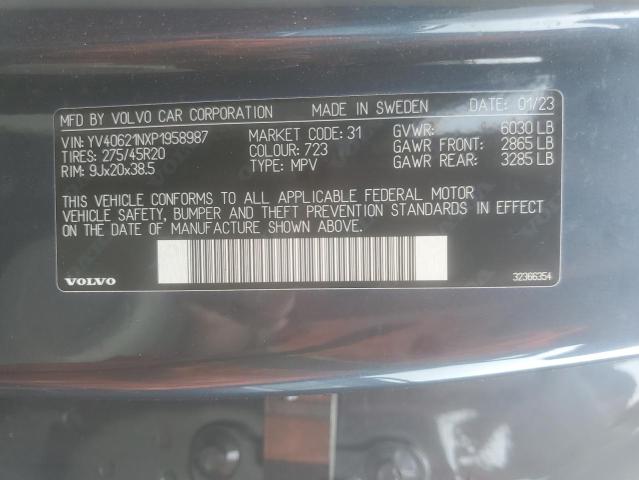 MFD BY VOLVO CAR CORPORATION MADE IN SWEDEN DATE: 01/23
VIN: YV40621NXP1958987 MARKET CODE: 31 GVWR: 6030 LB
TIRES: 275/45R20 COLOUR: 723 GAWR FRONT: 2865 LB
RIM: 9Jx20x38.5 TYPE: MPV GAWR REAR: 3285 LB
THIS VEHICLE CONFORMS TO ALL APPLICABLE FEDERAL MOTOR
VEHICLE SAFETY, BUMPER AND THEFT PREVENTION STANDARDS IN EFFECT
ON THE DATE OF MANUFACTURE SHOWN ABOVE.
VOLVO 32366354